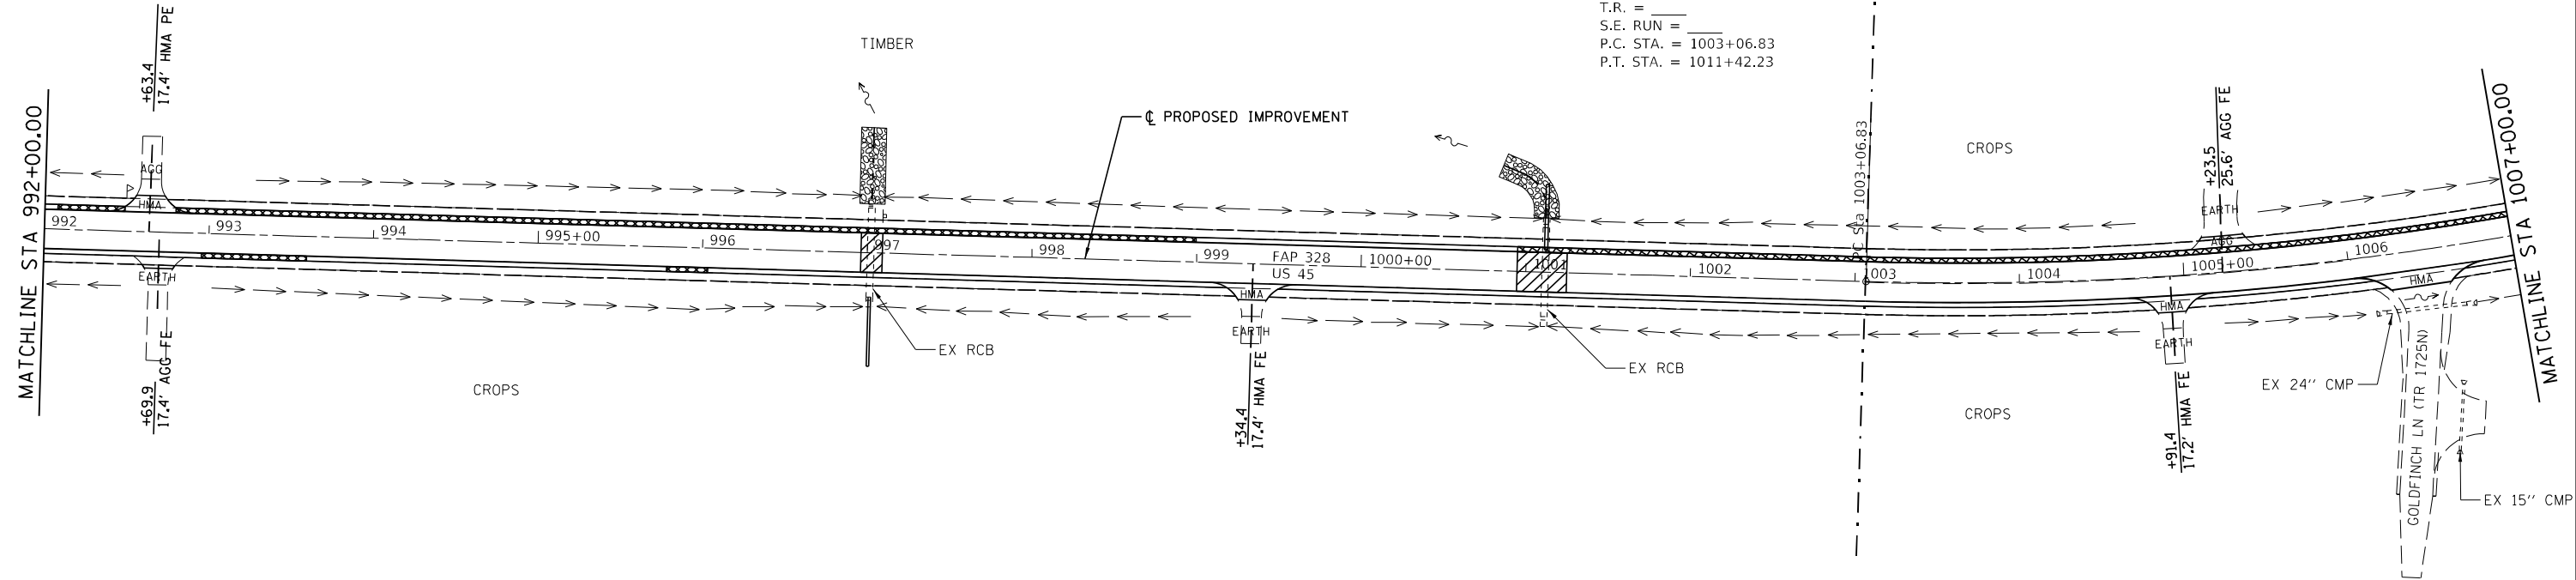 T.R. = ____
S.E. RUN = ____
P.C. STA. = 1003+06.83
P.T. STA. = 1011+42.23
TIMBER
+63.4
17.4' HMA PE
MATCHLINE STA 992+00.00
℄ PROPOSED IMPROVEMENT
PC Sta 1003+06.83
CROPS
+23.5
25.6' AGG FE
MATCHLINE STA 1007+00.00
AGG
HMA
EARTH
AGG
992
993
994
995+00
996
997
998
999
FAP 328
US 45
1000+00
1001
1002
1003
1004
1005+00
1006
EARTH
HMA
EARTH
HMA
EARTH
HMA
EX RCB
EX RCB
EX 24" CMP
+69.9
17.4' AGG FE
CROPS
+34.4
17.4' HMA FE
CROPS
+91.4
17.2' HMA FE
GOLDFINCH LN (TR 1725N)
EX 15" CMP